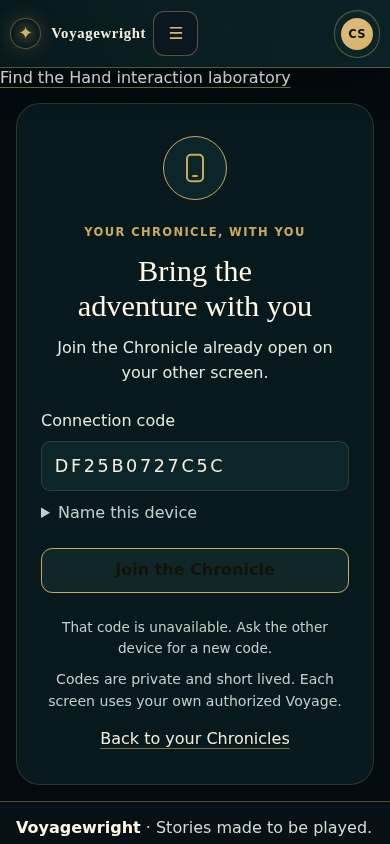 Voyagewright
CS
Find the Hand interaction laboratory
YOUR CHRONICLE, WITH YOU
Bring the
adventure with you
Join the Chronicle already open on
your other screen.
Connection code
DF25B0727C5C
Name this device
Join the Chronicle
That code is unavailable. Ask the other
device for a new code.
Codes are private and short lived. Each
screen uses your own authorized Voyage.
Back to your Chronicles
Voyagewright · Stories made to be played.